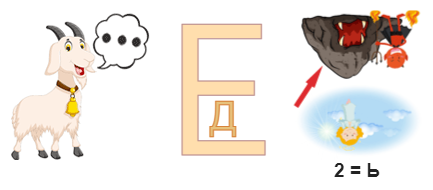 Е
Д
2 = Ь